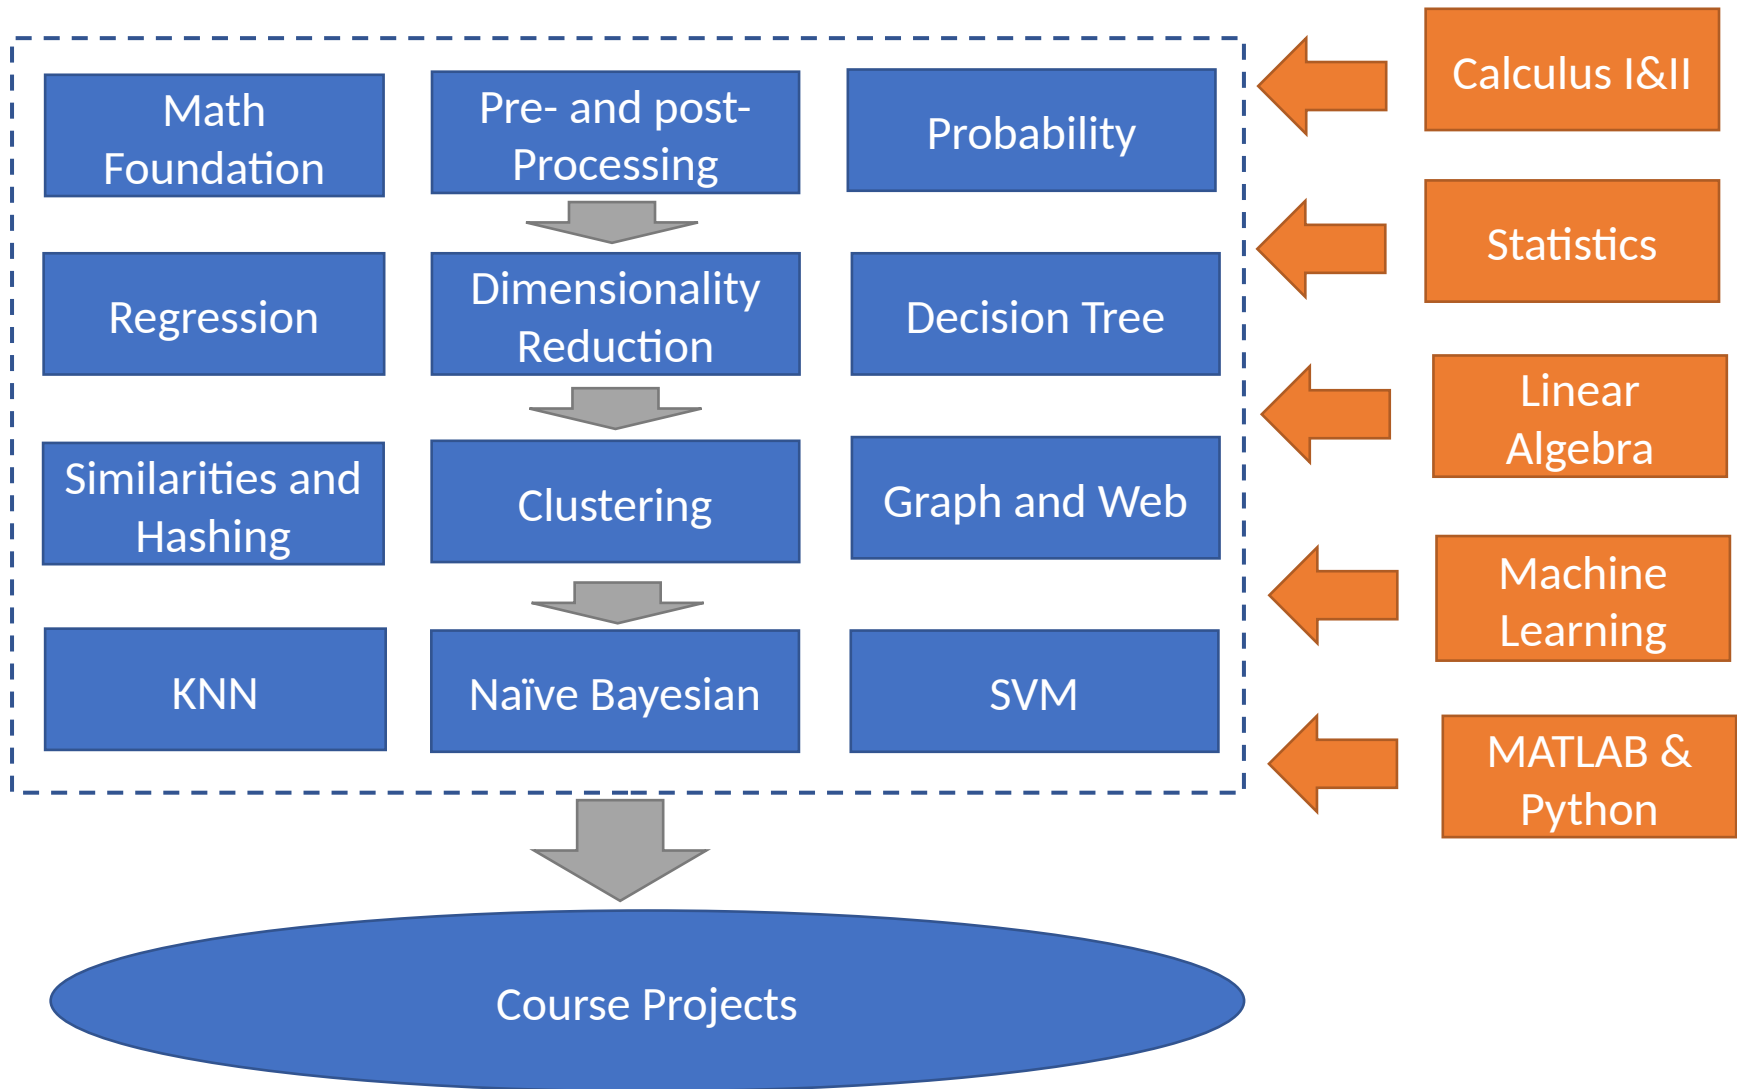 Math
Foundation
Pre- and post-
Processing
Probability
Calculus I&II
Regression
Dimensionality
Reduction
Decision Tree
Statistics
Similarities and
Hashing
Clustering
Graph and Web
Linear
Algebra
KNN
Naïve Bayesian
SVM
Machine
Learning
MATLAB &
Python
Course Projects